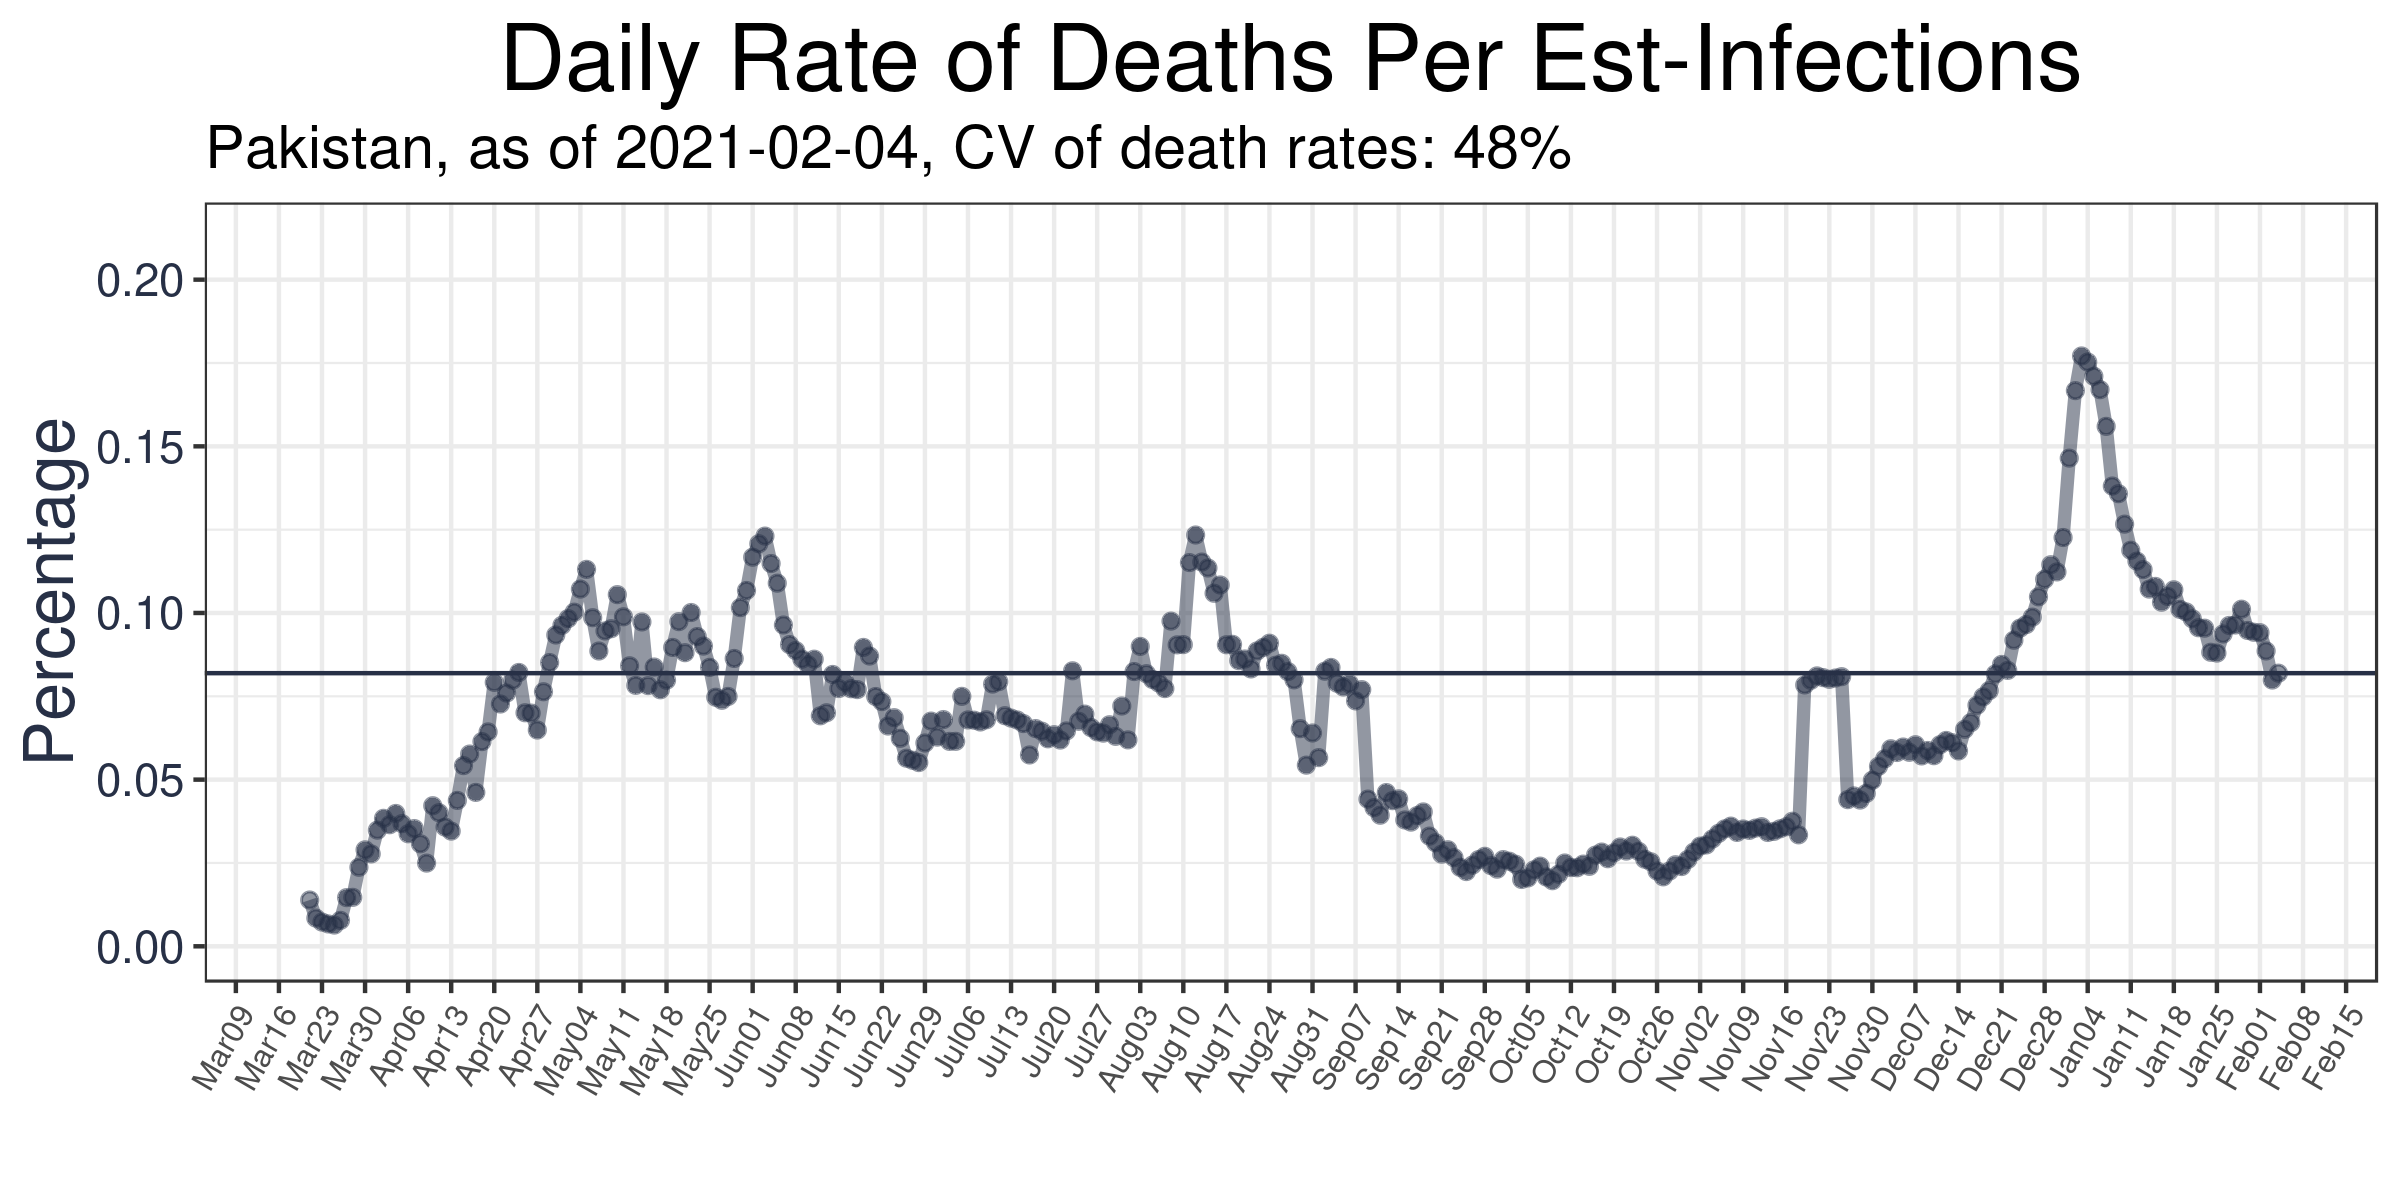 Daily Rate of Deaths Per Est-Infections
Pakistan, as of 2021-02-04, CV of death rates: 48%
Percentage
0.20
0.15
0.10
0.05
0.00
Mar09 Mar16 Mar23 Mar30 Apr06 Apr13 Apr20 Apr27 May04 May11 May18 May25 Jun01 Jun08 Jun15 Jun22 Jun29 Jul06 Jul13 Jul20 Jul27 Aug03 Aug10 Aug17 Aug24 Aug31 Sep07 Sep14 Sep21 Sep28 Oct05 Oct12 Oct19 Oct26 Nov02 Nov09 Nov16 Nov23 Nov30 Dec07 Dec14 Dec21 Dec28 Jan04 Jan11 Jan18 Jan25 Feb01 Feb08 Feb15